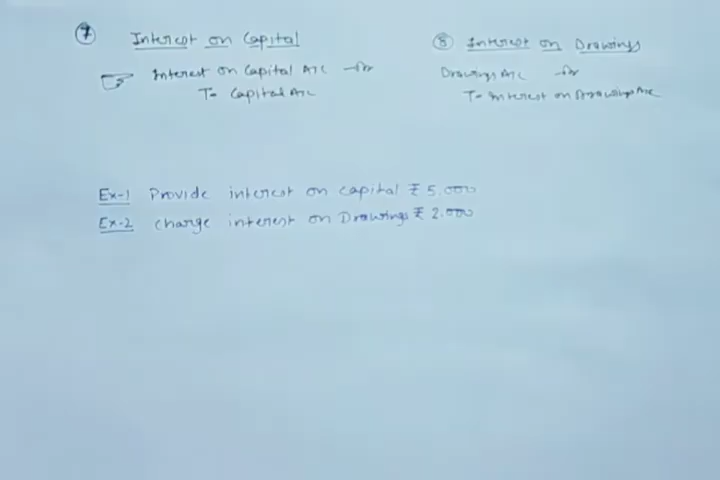 7 Interest on Capital
Interest on Capital A/c Dr
To Capital A/c
8 Interest on Drawings
Drawings A/c Dr
To Interest on Drawings A/c
Ex-1 Provide interest on capital ₹ 5.000
Ex-2 Charge interest on Drawings ₹ 2.000